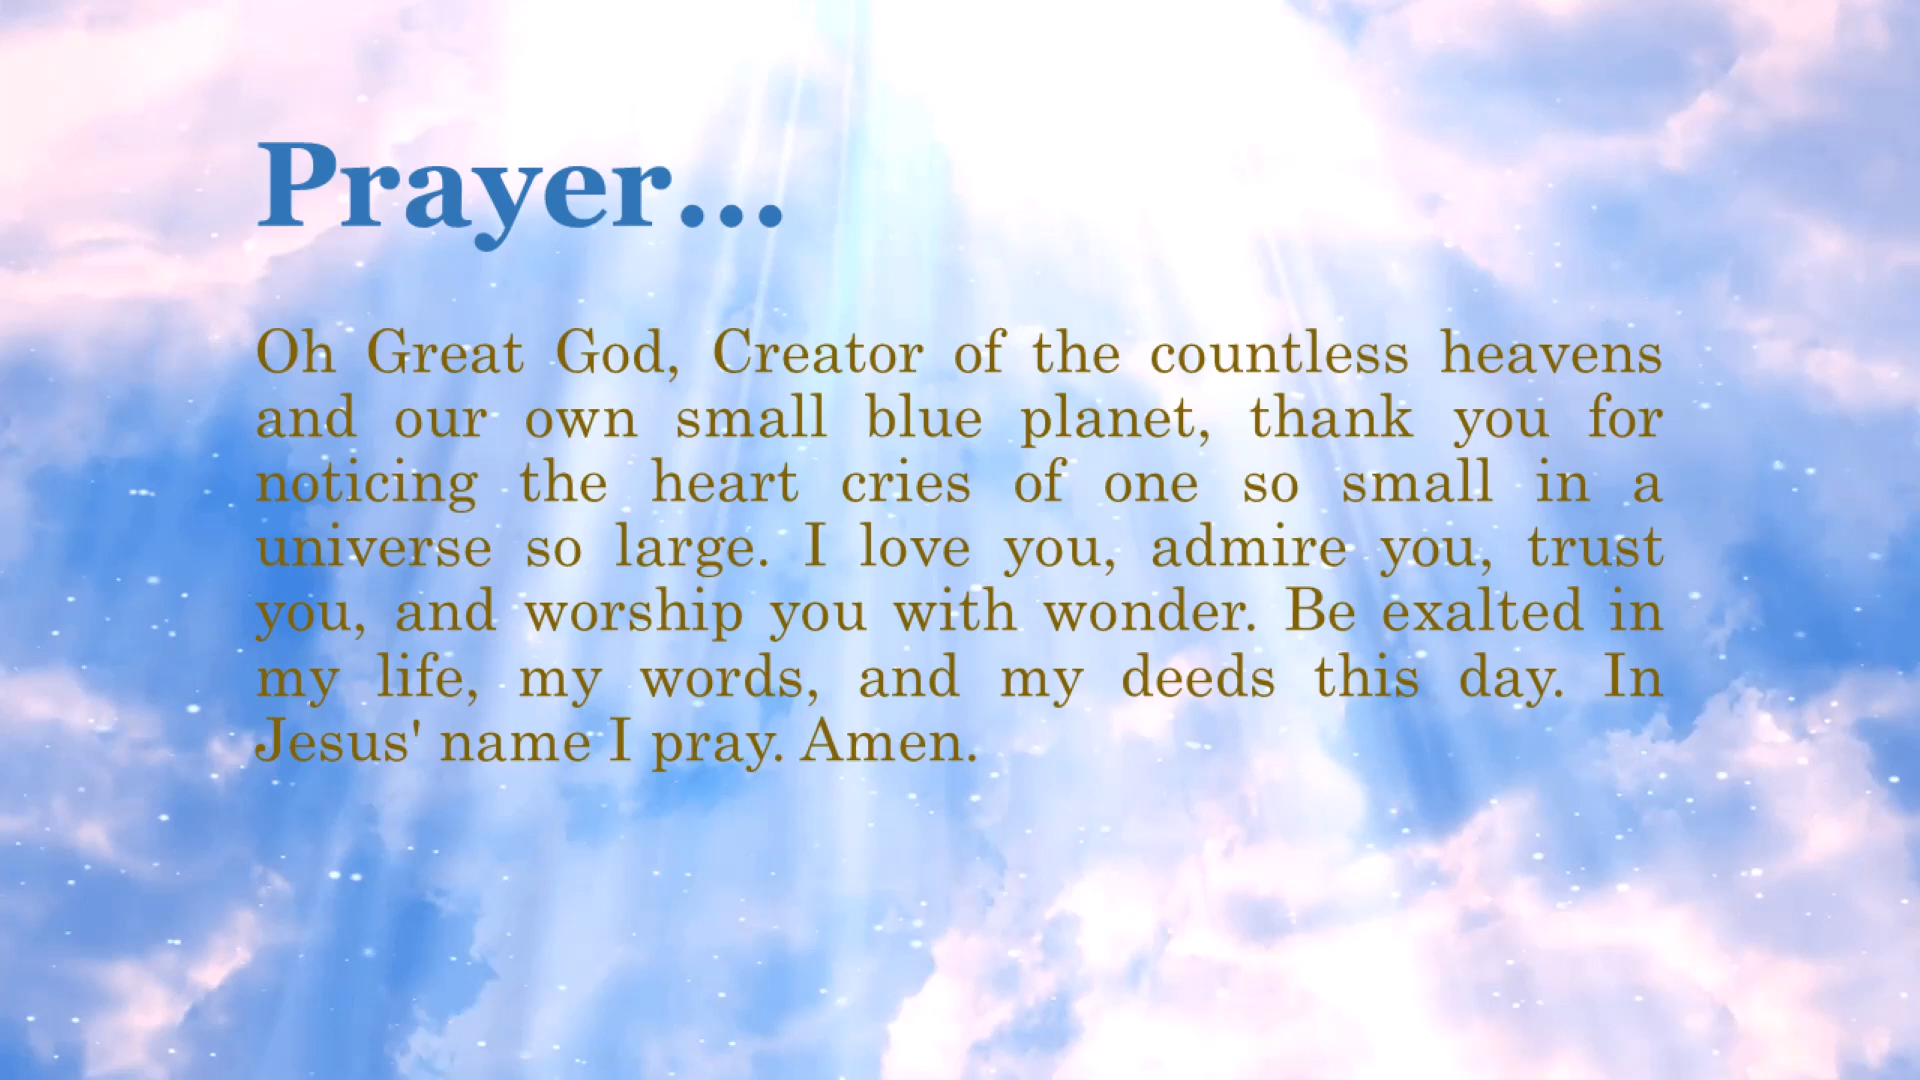 Prayer...
Oh Great God, Creator of the countless heavens
and our own small blue planet, thank you for
noticing the heart cries of one so small in a
universe so large. I love you, admire you, trust
you, and worship you with wonder. Be exalted in
my life, my words, and my deeds this day. In
Jesus' name I pray. Amen.